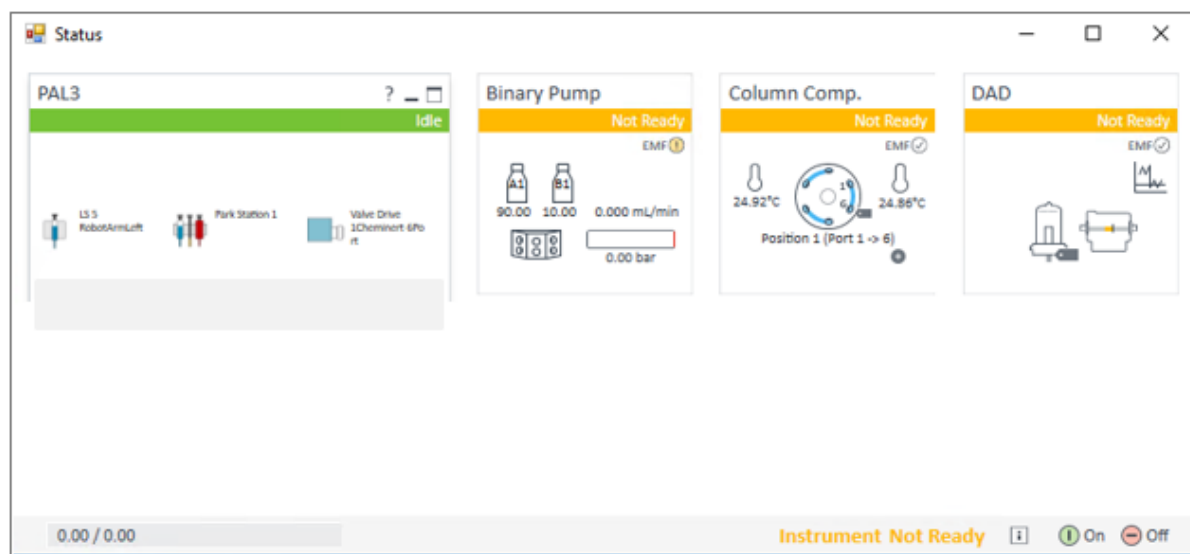 Status
PAL3
?
Idle
LS 5
RobotArmLeft
Park Station 1
Valve Drive
1Cheminert 6Po
rt
Binary Pump
Not Ready
EMF
A1
B1
90.00
10.00
0.000 mL/min
0.00 bar
Column Comp.
Not Ready
EMF
24.92°C
1
6
24.86°C
Position 1 (Port 1 -> 6)
DAD
Not Ready
EMF
0.00 / 0.00
Instrument Not Ready
On
Off